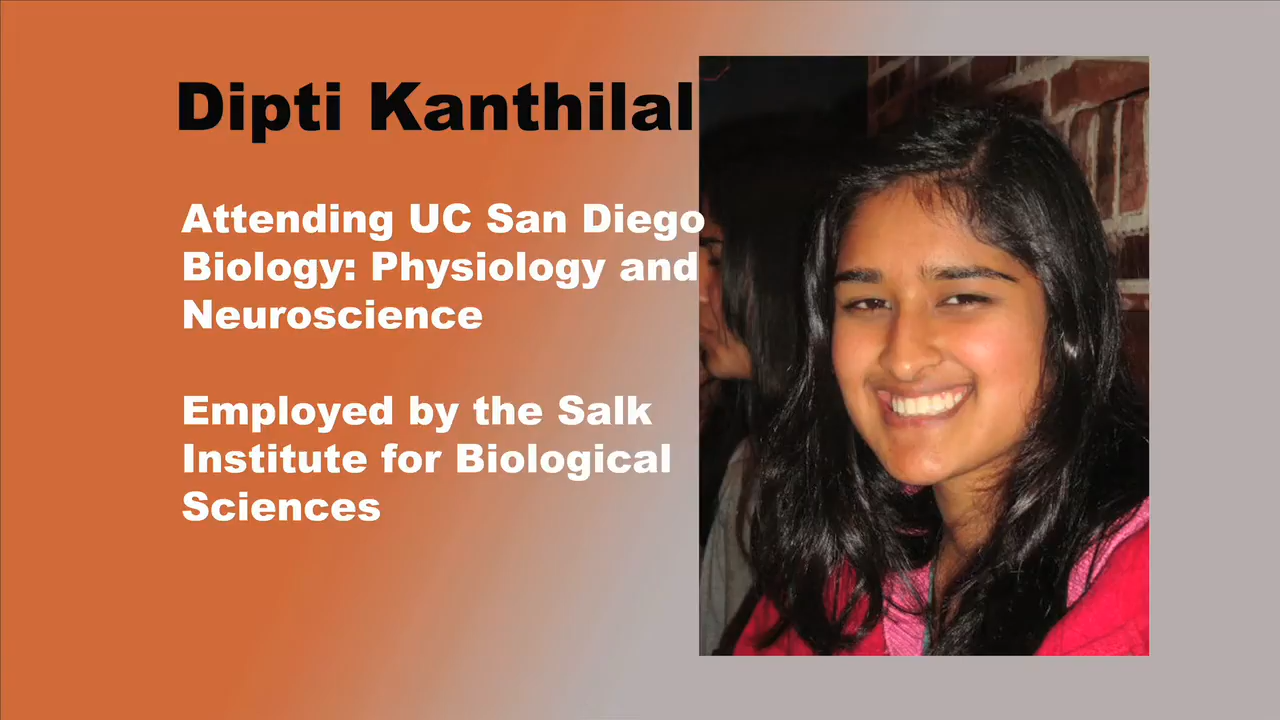 Dipti Kanthilal
Attending UC San Diego
Biology: Physiology and
Neuroscience
Employed by the Salk
Institute for Biological
Sciences